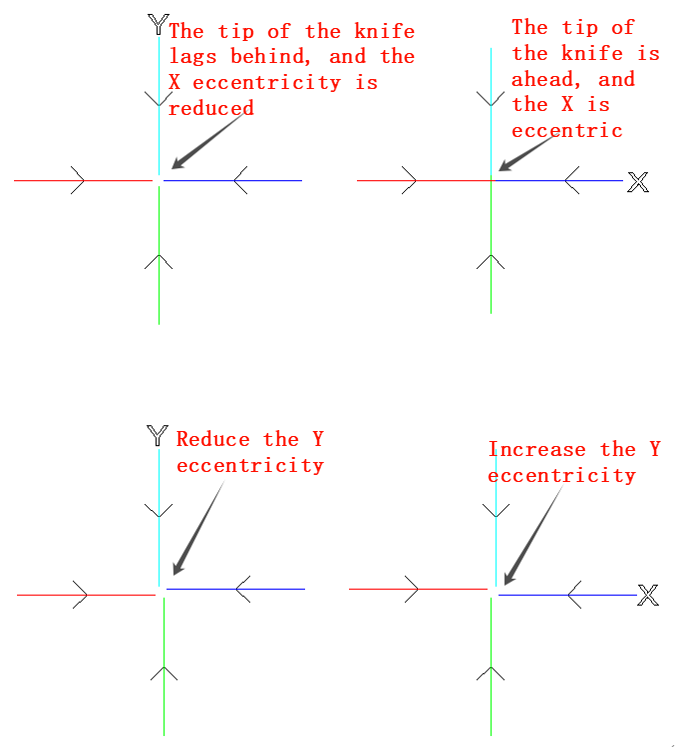 Y
The tip of the knife
lags behind, and the
X eccentricity is
reduced
The tip of
the knife is
ahead, and
the X is
eccentric
X
Y
Reduce the Y
eccentricity
Increase the Y
eccentricity
X